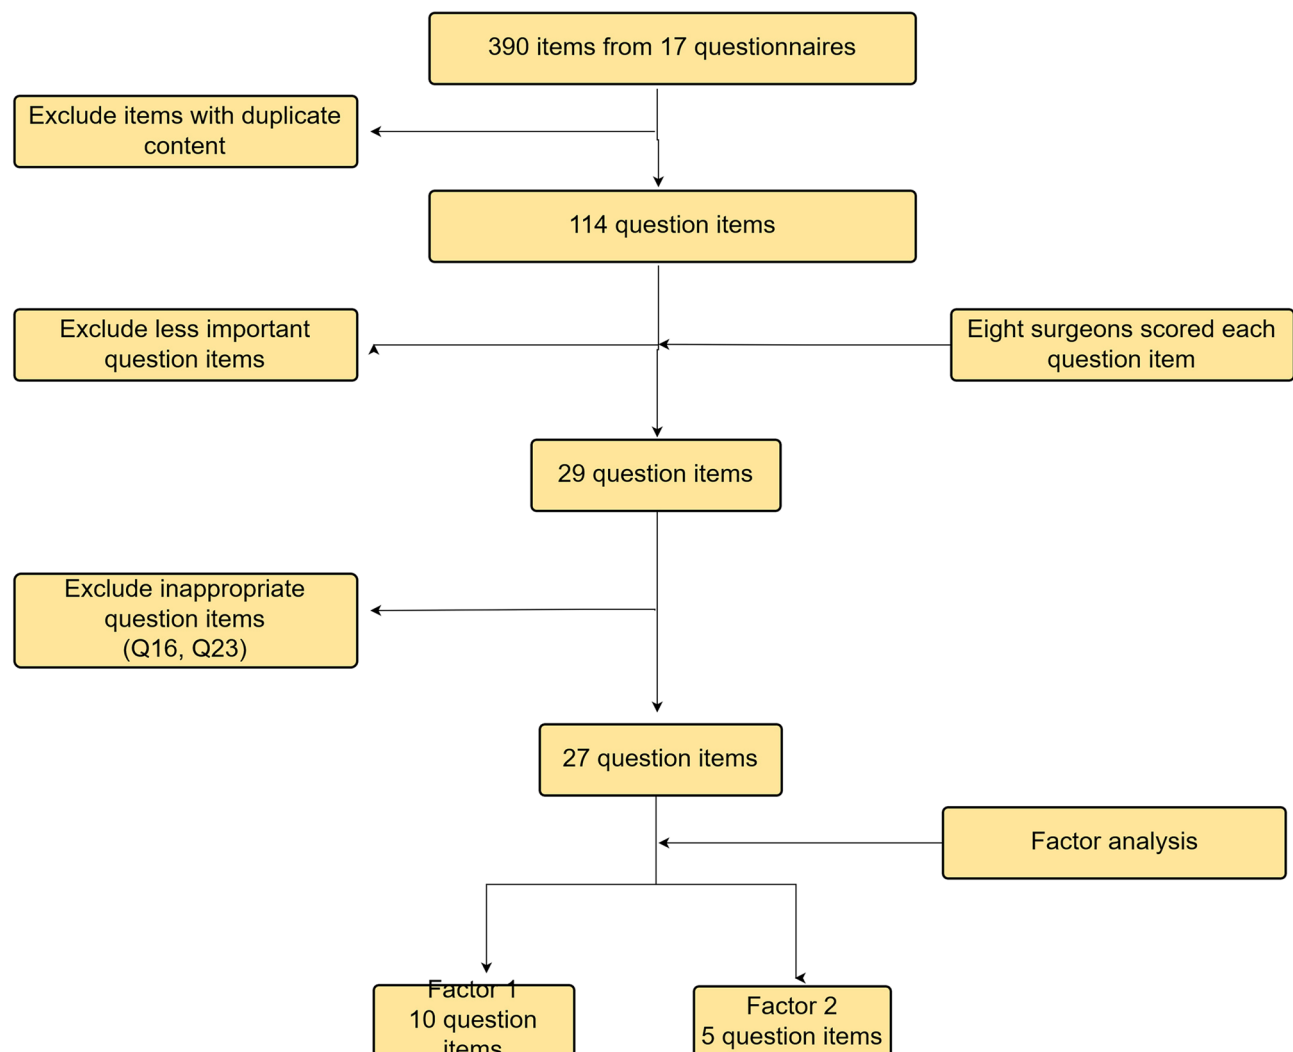 390 items from 17 questionnaires
Exclude items with duplicate
content
114 question items
Exclude less important
question items
Eight surgeons scored each
question item
29 question items
Exclude inappropriate
question items
(Q16, Q23)
27 question items
Factor analysis
Factor 1
10 question
items
Factor 2
5 question items